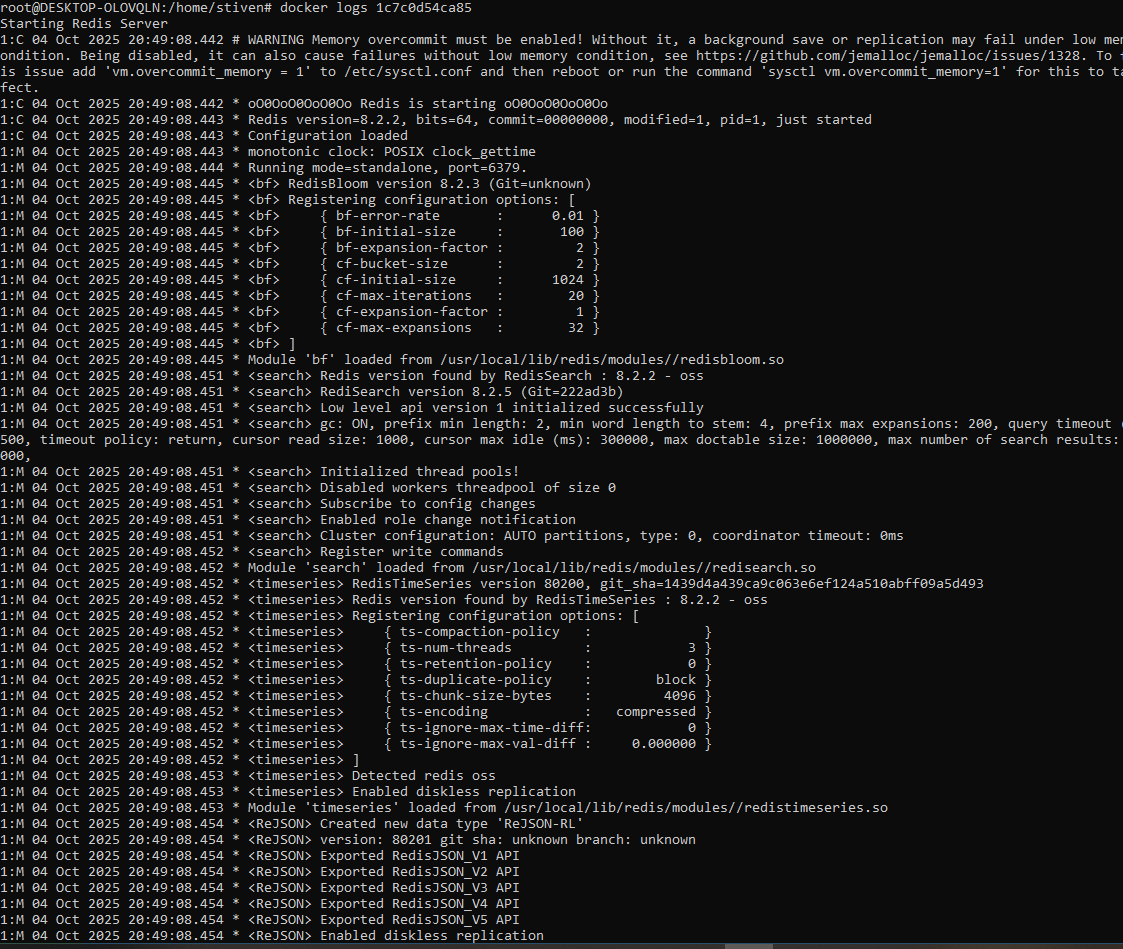 root@DESKTOP-OLOVQLN:/home/stiven# docker logs 1c7c0d54ca85
Starting Redis Server
1:C 04 Oct 2025 20:49:08.442 # WARNING Memory overcommit must be enabled! Without it, a background save or replication may fail under low
ondition. Being disabled, it can also cause failures without low memory condition, see https://github.com/jemalloc/jemalloc/issues/1328. To
is issue add 'vm.overcommit_memory = 1' to /etc/sysctl.conf and then reboot or run the command 'sysctl vm.overcommit_memory=1' for this to
fect.
1:C 04 Oct 2025 20:49:08.442 * oO0OoO0OoO0Oo Redis is starting oO0OoO0OoO0Oo
1:C 04 Oct 2025 20:49:08.443 * Redis version=8.2.2, bits=64, commit=00000000, modified=1, pid=1, just started
1:C 04 Oct 2025 20:49:08.443 * Configuration loaded
1:M 04 Oct 2025 20:49:08.443 * monotonic clock: POSIX clock_gettime
1:M 04 Oct 2025 20:49:08.444 * Running mode=standalone, port=6379.
1:M 04 Oct 2025 20:49:08.445 * <bf> RedisBloom version 8.2.3 (Git=unknown)
1:M 04 Oct 2025 20:49:08.445 * <bf> Registering configuration options: [
1:M 04 Oct 2025 20:49:08.445 * <bf>     { bf-error-rate       :      0.01 }
1:M 04 Oct 2025 20:49:08.445 * <bf>     { bf-initial-size     :       100 }
1:M 04 Oct 2025 20:49:08.445 * <bf>     { bf-expansion-factor :         2 }
1:M 04 Oct 2025 20:49:08.445 * <bf>     { cf-bucket-size      :         2 }
1:M 04 Oct 2025 20:49:08.445 * <bf>     { cf-initial-size     :      1024 }
1:M 04 Oct 2025 20:49:08.445 * <bf>     { cf-max-iterations   :        20 }
1:M 04 Oct 2025 20:49:08.445 * <bf>     { cf-expansion-factor :         1 }
1:M 04 Oct 2025 20:49:08.445 * <bf>     { cf-max-expansions   :        32 }
1:M 04 Oct 2025 20:49:08.445 * <bf> ]
1:M 04 Oct 2025 20:49:08.445 * Module 'bf' loaded from /usr/local/lib/redis/modules//redisbloom.so
1:M 04 Oct 2025 20:49:08.451 * <search> Redis version found by RedisSearch : 8.2.2 - oss
1:M 04 Oct 2025 20:49:08.451 * <search> RediSearch version 8.2.5 (Git=222ad3b)
1:M 04 Oct 2025 20:49:08.451 * <search> Low level api version 1 initialized successfully
1:M 04 Oct 2025 20:49:08.451 * <search> gc: ON, prefix min length: 2, min word length to stem: 4, prefix max expansions: 200, query timeout
500, timeout policy: return, cursor read size: 1000, cursor max idle (ms): 300000, max doctable size: 1000000, max number of search results:
000,
1:M 04 Oct 2025 20:49:08.451 * <search> Initialized thread pools!
1:M 04 Oct 2025 20:49:08.451 * <search> Disabled workers threadpool of size 0
1:M 04 Oct 2025 20:49:08.451 * <search> Subscribe to config changes
1:M 04 Oct 2025 20:49:08.451 * <search> Enabled role change notification
1:M 04 Oct 2025 20:49:08.451 * <search> Cluster configuration: AUTO partitions, type: 0, coordinator timeout: 0ms
1:M 04 Oct 2025 20:49:08.452 * <search> Register write commands
1:M 04 Oct 2025 20:49:08.452 * Module 'search' loaded from /usr/local/lib/redis/modules//redisearch.so
1:M 04 Oct 2025 20:49:08.452 * <timeseries> RedisTimeSeries version 80200, git_sha=1439d4a439ca9c063e6ef124a510abff09a5d493
1:M 04 Oct 2025 20:49:08.452 * <timeseries> Redis version found by RedisTimeSeries : 8.2.2 - oss
1:M 04 Oct 2025 20:49:08.452 * <timeseries> Registering configuration options: [
1:M 04 Oct 2025 20:49:08.452 * <timeseries>     { ts-compaction-policy   :              }
1:M 04 Oct 2025 20:49:08.452 * <timeseries>     { ts-num-threads         :            3 }
1:M 04 Oct 2025 20:49:08.452 * <timeseries>     { ts-retention-policy    :            0 }
1:M 04 Oct 2025 20:49:08.452 * <timeseries>     { ts-duplicate-policy    :        block }
1:M 04 Oct 2025 20:49:08.452 * <timeseries>     { ts-chunk-size-bytes    :         4096 }
1:M 04 Oct 2025 20:49:08.452 * <timeseries>     { ts-encoding            :   compressed }
1:M 04 Oct 2025 20:49:08.452 * <timeseries>     { ts-ignore-max-time-diff:            0 }
1:M 04 Oct 2025 20:49:08.452 * <timeseries>     { ts-ignore-max-val-diff :     0.000000 }
1:M 04 Oct 2025 20:49:08.452 * <timeseries> ]
1:M 04 Oct 2025 20:49:08.453 * <timeseries> Detected redis oss
1:M 04 Oct 2025 20:49:08.453 * <timeseries> Enabled diskless replication
1:M 04 Oct 2025 20:49:08.453 * Module 'timeseries' loaded from /usr/local/lib/redis/modules//redistimeseries.so
1:M 04 Oct 2025 20:49:08.454 * <ReJSON> Created new data type 'ReJSON-RL'
1:M 04 Oct 2025 20:49:08.454 * <ReJSON> version: 80201 git sha: unknown branch: unknown
1:M 04 Oct 2025 20:49:08.454 * <ReJSON> Exported RedisJSON_V1 API
1:M 04 Oct 2025 20:49:08.454 * <ReJSON> Exported RedisJSON_V2 API
1:M 04 Oct 2025 20:49:08.454 * <ReJSON> Exported RedisJSON_V3 API
1:M 04 Oct 2025 20:49:08.454 * <ReJSON> Exported RedisJSON_V4 API
1:M 04 Oct 2025 20:49:08.454 * <ReJSON> Exported RedisJSON_V5 API
1:M 04 Oct 2025 20:49:08.454 * <ReJSON> Enabled diskless replication